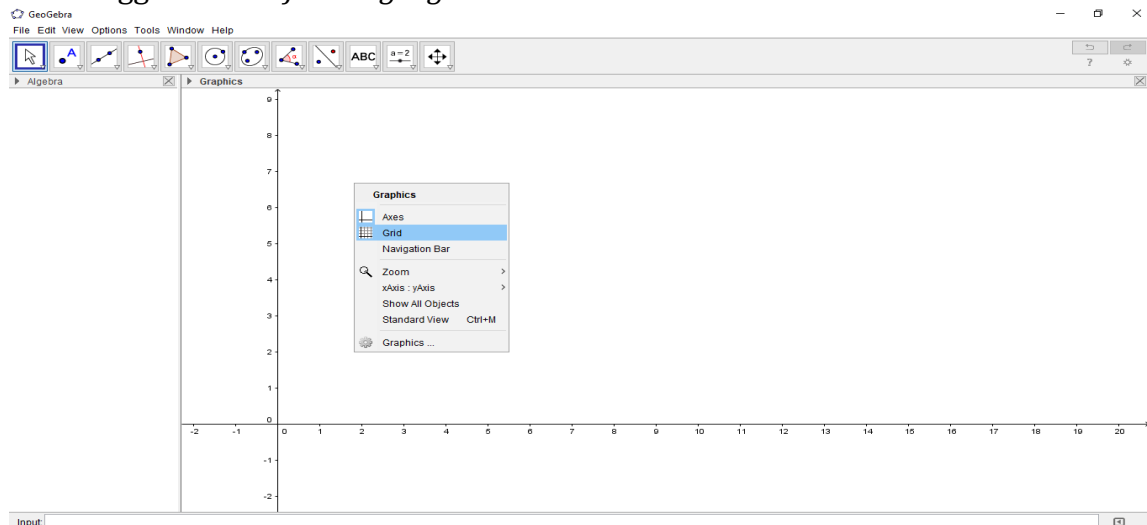 GeoGebra
File Edit View Options Tools Window Help
A α ABC a=2
?
Algebra
Graphics
9
8
7
6
5
4
3
2
1
0
-2 -1 0 1 2 3 4 5 6 7 8 9 10 11 12 13 14 15 16 17 18 19 20
-1
-2
Graphics
Axes
Grid
Navigation Bar
Zoom
xAxis : yAxis
Show All Objects
Standard View Ctrl+M
Graphics ...
Input: